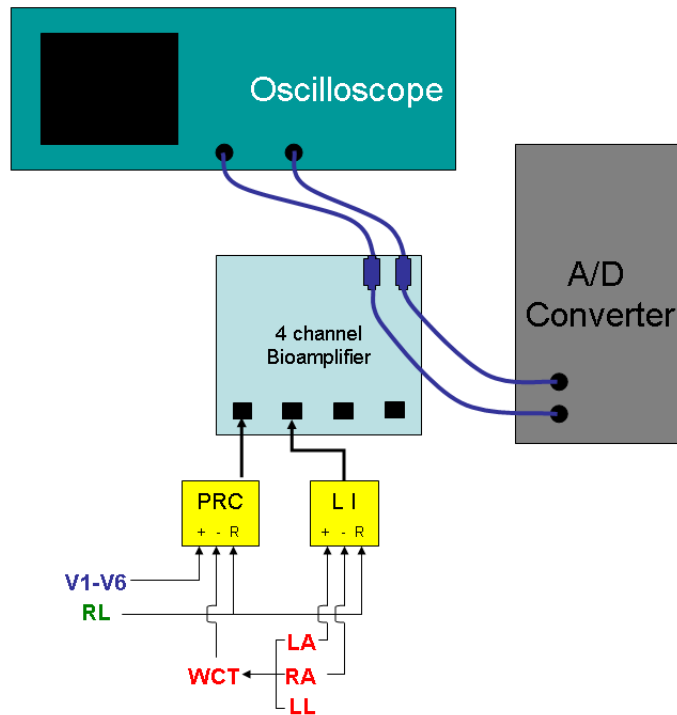 Oscilloscope
A/D
Converter
4 channel
Bioamplifier
PRC
+ - R
L I
+ - R
V1-V6
RL
LA
WCT
RA
LL